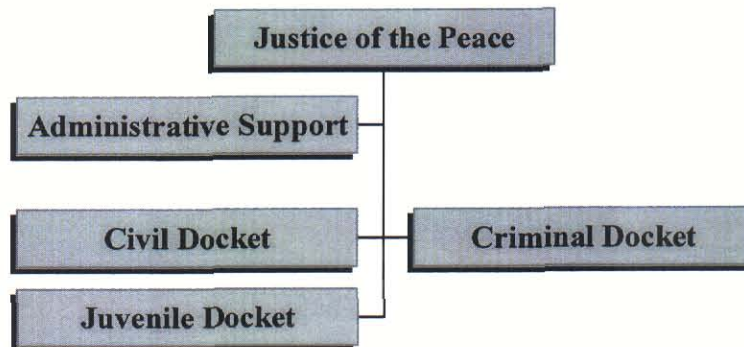 Justice of the Peace
Administrative Support
Civil Docket
Criminal Docket
Juvenile Docket